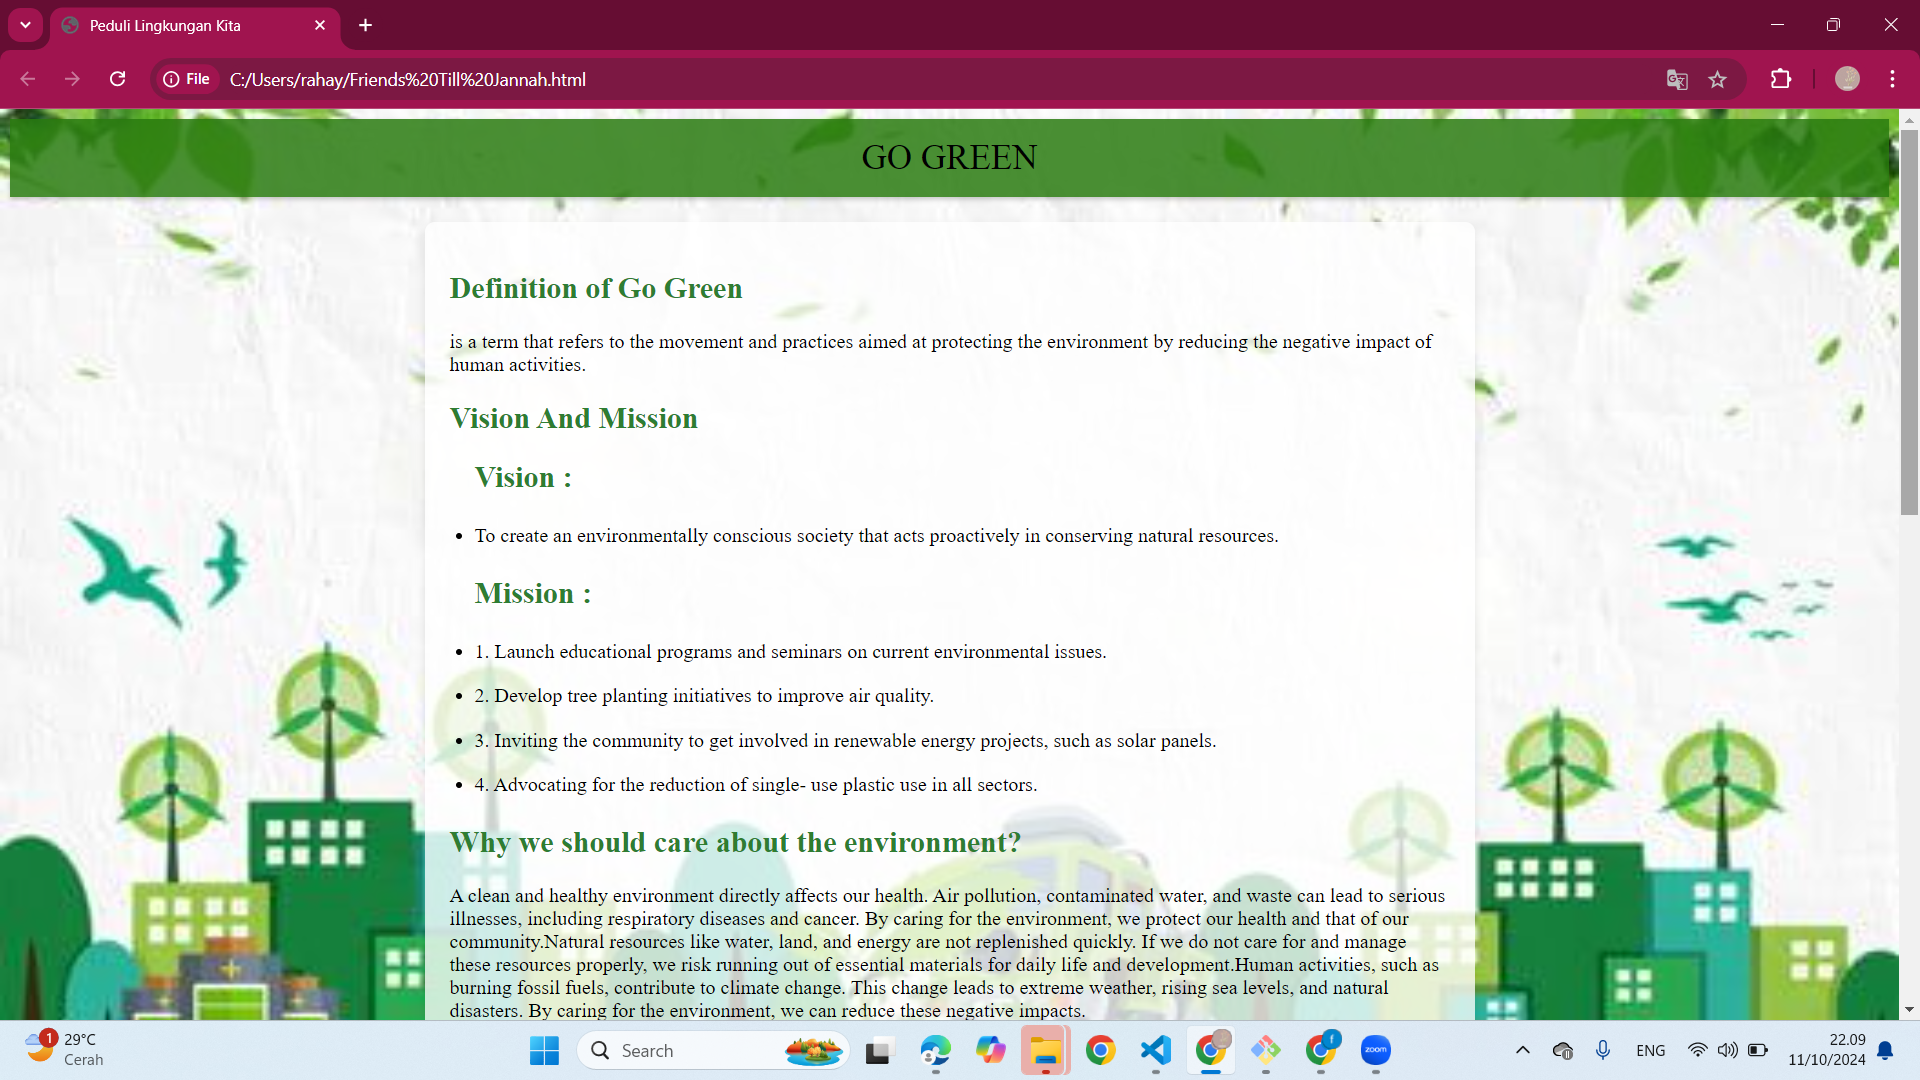 Peduli Lingkungan Kita
File C:/Users/rahay/Friends%20Till%20Jannah.html
GO GREEN
Definition of Go Green
is a term that refers to the movement and practices aimed at protecting the environment by reducing the negative impact of
human activities.
Vision And Mission
Vision :
• To create an environmentally conscious society that acts proactively in conserving natural resources.
Mission :
• 1. Launch educational programs and seminars on current environmental issues.
• 2. Develop tree planting initiatives to improve air quality.
• 3. Inviting the community to get involved in renewable energy projects, such as solar panels.
• 4. Advocating for the reduction of single- use plastic use in all sectors.
Why we should care about the environment?
A clean and healthy environment directly affects our health. Air pollution, contaminated water, and waste can lead to serious
illnesses, including respiratory diseases and cancer. By caring for the environment, we protect our health and that of our
community.Natural resources like water, land, and energy are not replenished quickly. If we do not care for and manage
these resources properly, we risk running out of essential materials for daily life and development.Human activities, such as
burning fossil fuels, contribute to climate change. This change leads to extreme weather, rising sea levels, and natural
disasters. By caring for the environment, we can reduce these negative impacts.
1
29°C
Cerah
Search
f
zoom
ENG
22.09
11/10/2024